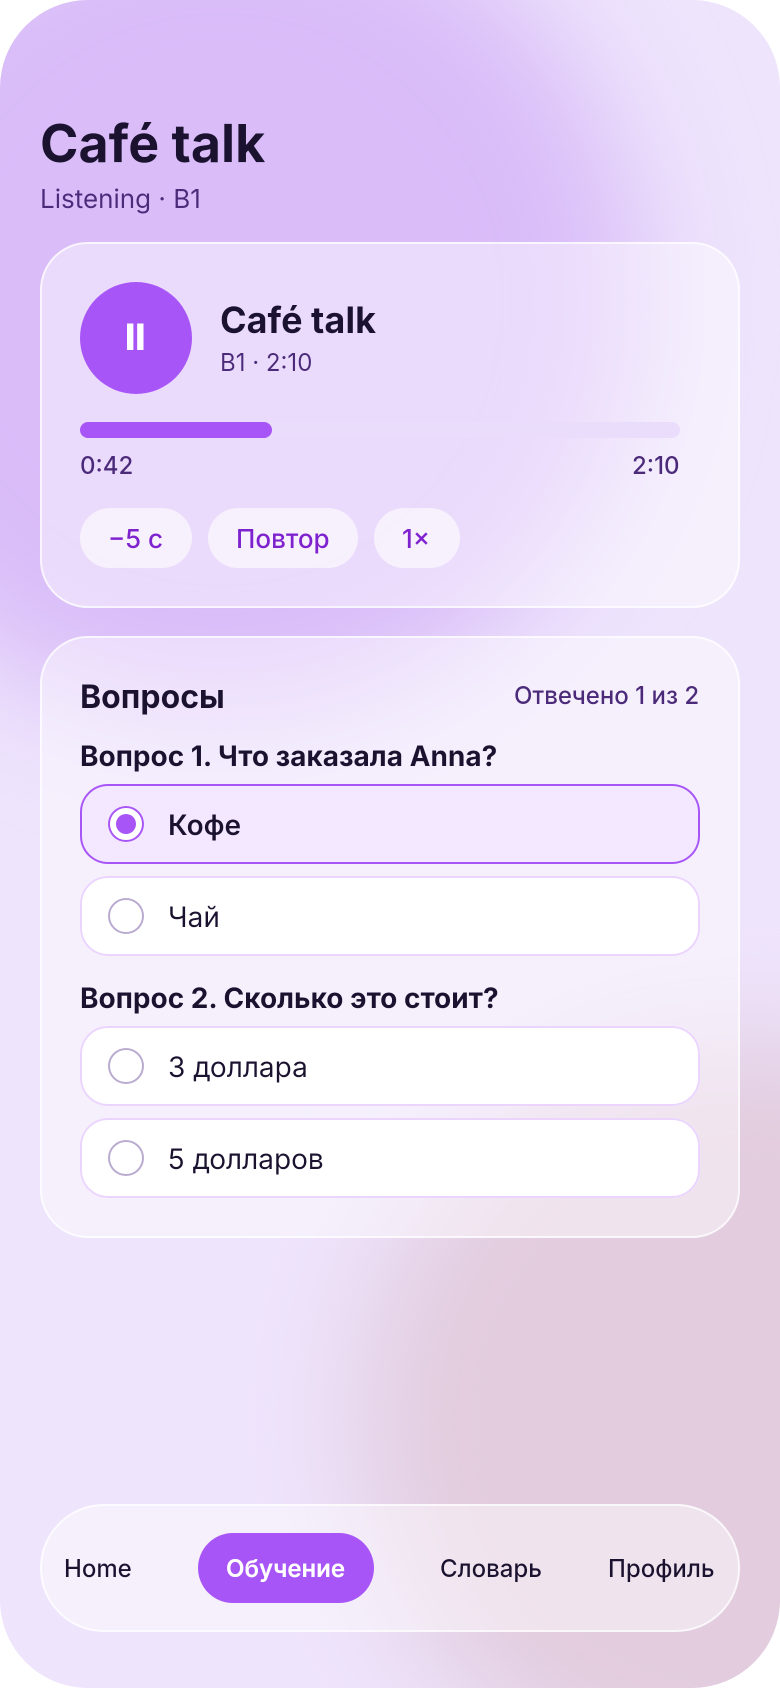 Café talk
Listening · B1
Café talk
B1 · 2:10
0:42 2:10
−5 с Повтор 1×
Вопросы Отвечено 1 из 2
Вопрос 1. Что заказала Anna?
Кофе
Чай
Вопрос 2. Сколько это стоит?
3 доллара
5 долларов
Home Обучение Словарь Профиль